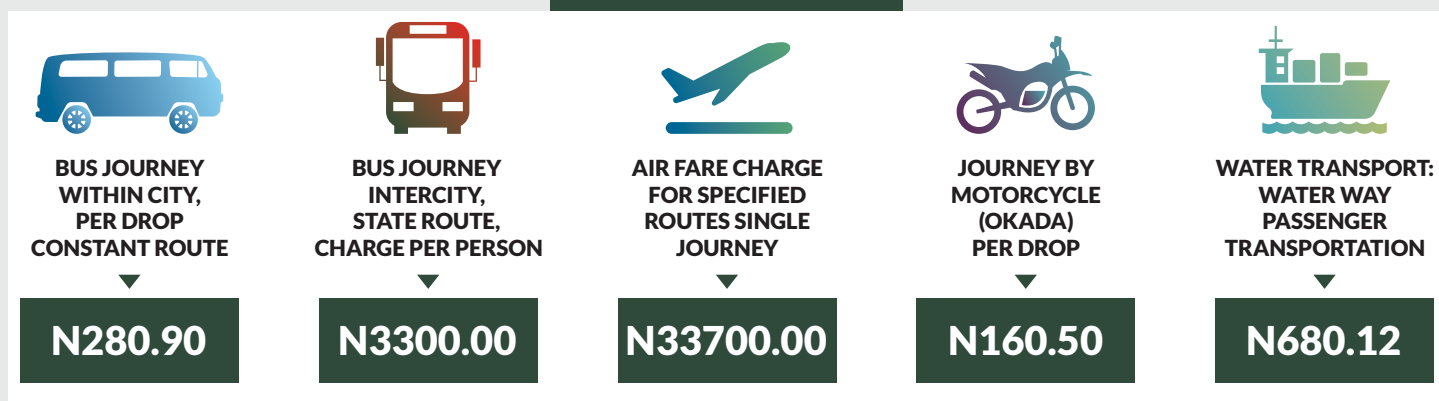 BUS JOURNEY
WITHIN CITY,
PER DROP
CONSTANT ROUTE
N280.90
BUS JOURNEY
INTERCITY,
STATE ROUTE,
CHARGE PER PERSON
N3300.00
AIR FARE CHARGE
FOR SPECIFIED
ROUTES SINGLE
JOURNEY
N33700.00
JOURNEY BY
MOTORCYCLE
(OKADA)
PER DROP
N160.50
WATER TRANSPORT:
WATER WAY
PASSENGER
TRANSPORTATION
N680.12